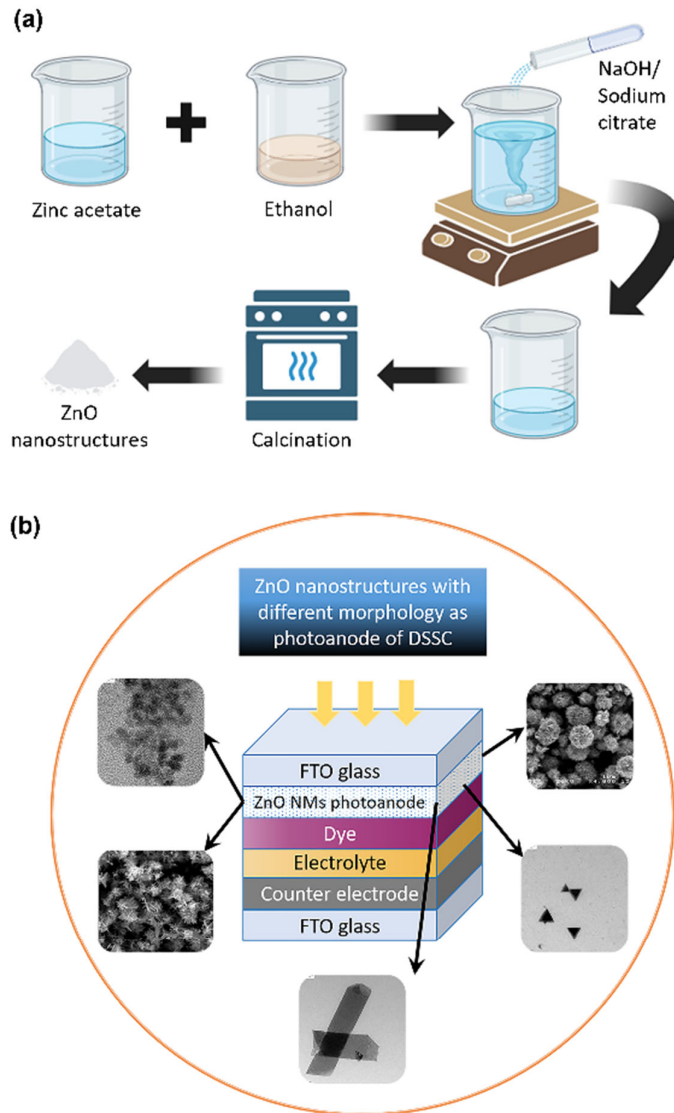 (a)
NaOH/
Sodium
citrate
Zinc acetate
Ethanol
ZnO
nanostructures
Calcination
(b)
ZnO nanostructures with
different morphology as
photoanode of DSSC
FTO glass
ZnO NMs photoanode
Dye
Electrolyte
Counter electrode
FTO glass